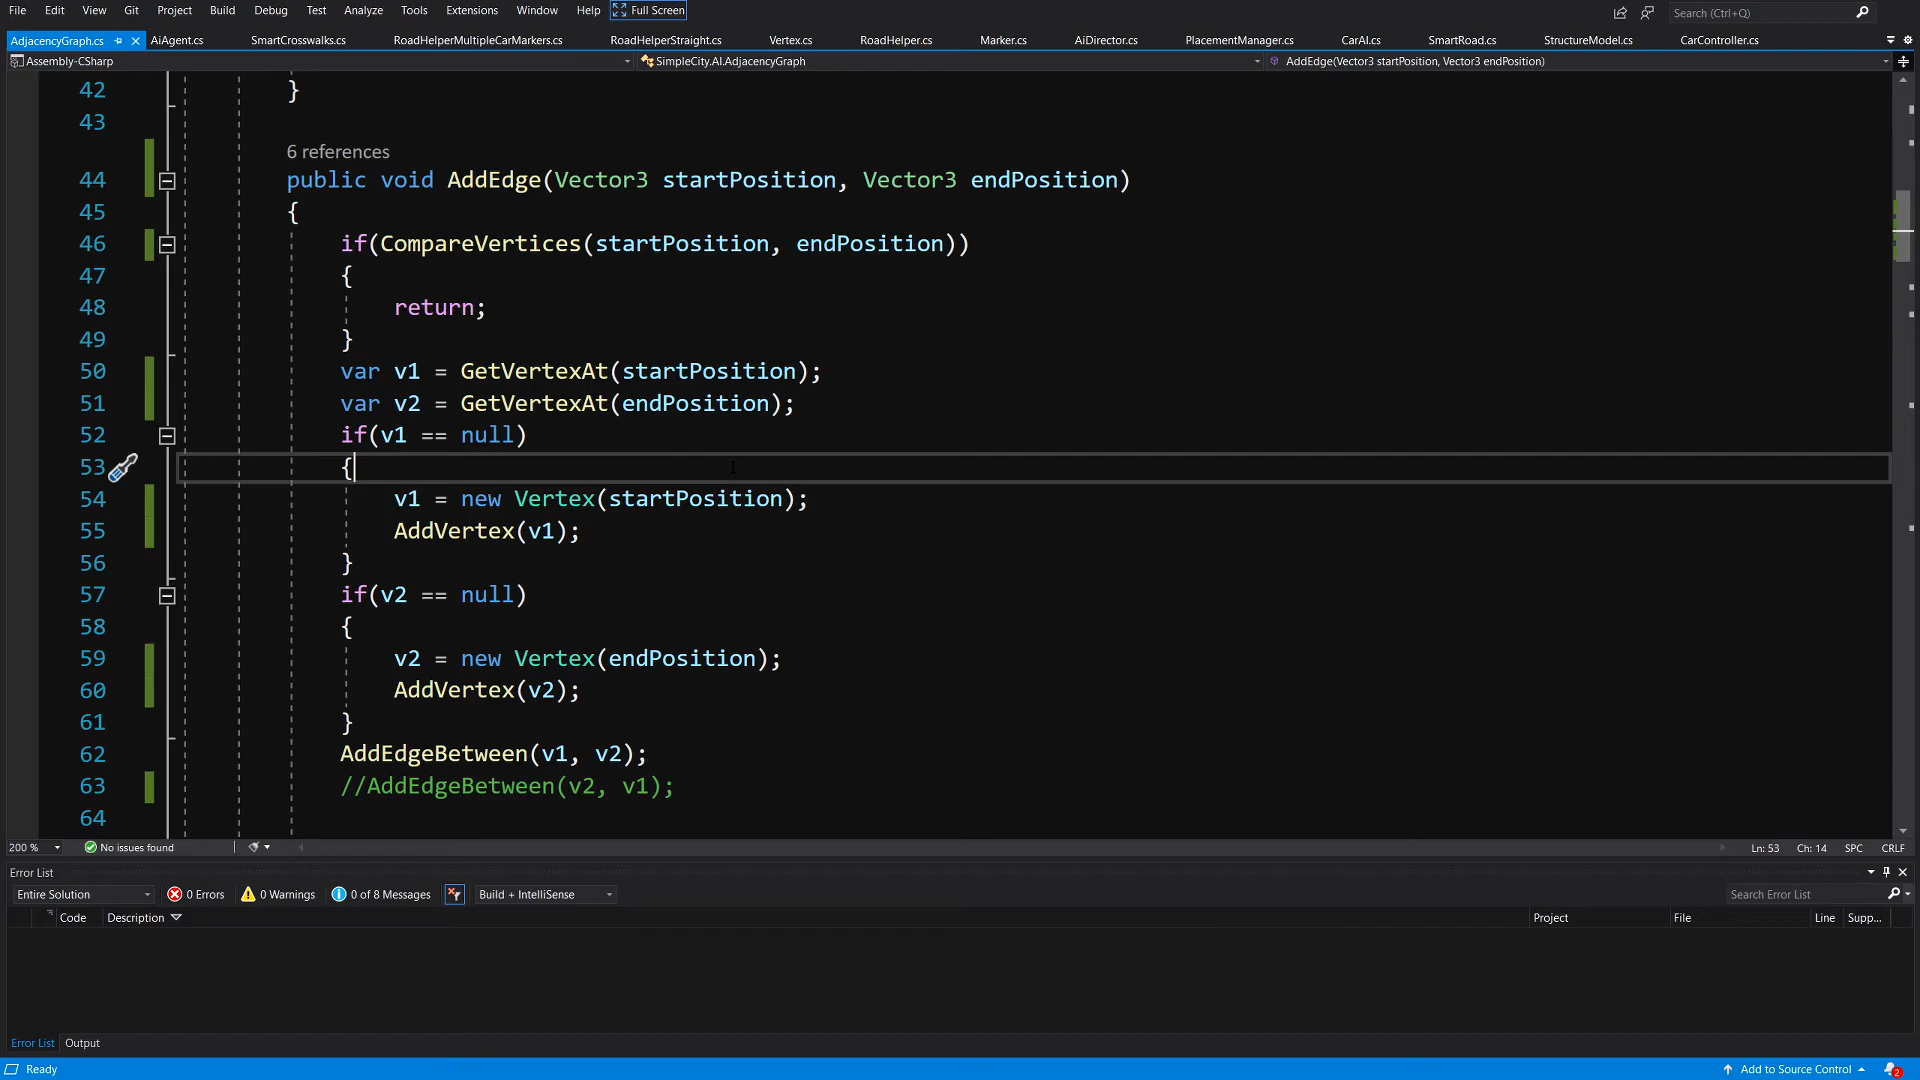 File Edit View Git Project Build Debug Test Analyze Tools Extensions Window Help Full Screen Search (Ctrl+Q)
AdjacencyGraph.cs AiAgent.cs SmartCrosswalks.cs RoadHelperMultipleCarMarkers.cs RoadHelperStraight.cs Vertex.cs RoadHelper.cs Marker.cs AiDirector.cs PlacementManager.cs CarAI.cs SmartRoad.cs StructureModel.cs CarController.cs
Assembly-CSharp SimpleCity.AI.AdjacencyGraph AddEdge(Vector3 startPosition, Vector3 endPosition)
42 }
43
6 references
44 public void AddEdge(Vector3 startPosition, Vector3 endPosition)
45 {
46 if(CompareVertices(startPosition, endPosition))
47 {
48 return;
49 }
50 var v1 = GetVertexAt(startPosition);
51 var v2 = GetVertexAt(endPosition);
52 if(v1 == null)
53 {
54 v1 = new Vertex(startPosition);
55 AddVertex(v1);
56 }
57 if(v2 == null)
58 {
59 v2 = new Vertex(endPosition);
60 AddVertex(v2);
61 }
62 AddEdgeBetween(v1, v2);
63 //AddEdgeBetween(v2, v1);
64
200 % No issues found Ln: 53 Ch: 14 SPC CRLF
Error List
Entire Solution 0 Errors 0 Warnings 0 of 8 Messages Build + IntelliSense Search Error List
Code Description Project File Line Supp...
Error List Output
Ready Add to Source Control 2